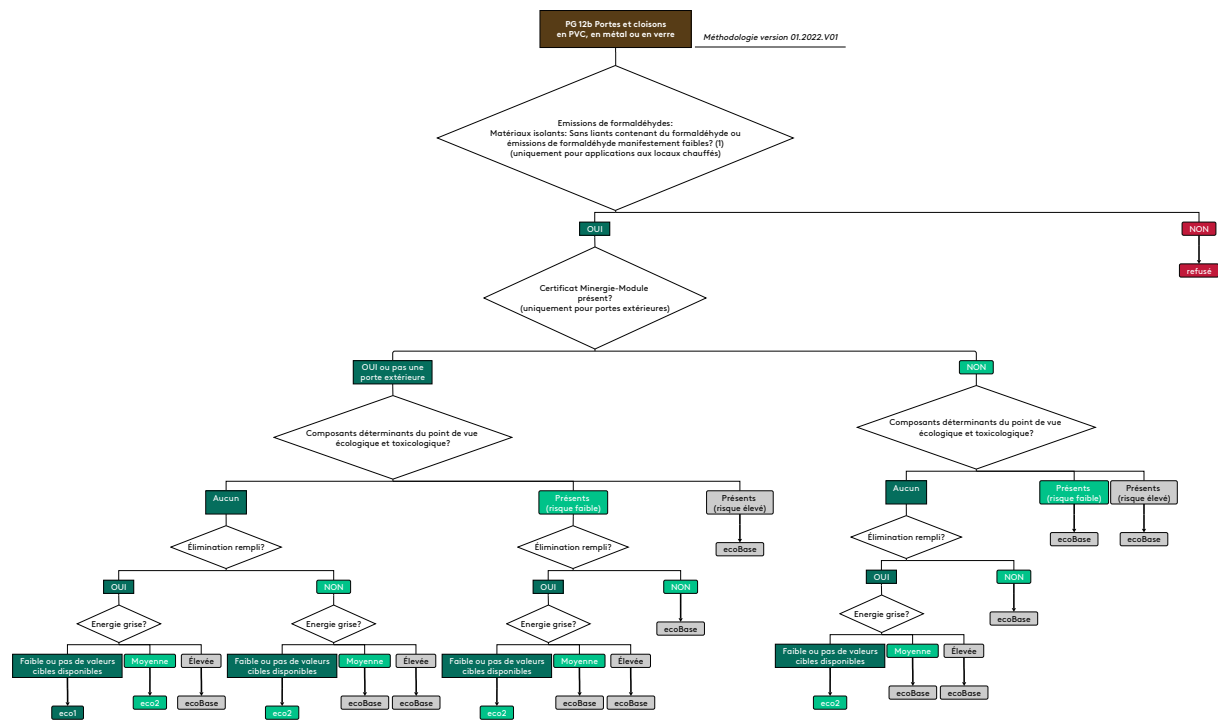 PG 12b Portes et cloisons
en PVC, en métal ou en verre
Méthodologie version 01.2022.V01
Emissions de formaldéhydes:
Matériaux isolants: Sans liants contenant du formaldéhyde ou
émissions de formaldéhyde manifestement faibles? (1)
(uniquement pour applications aux locaux chauffés)
OUI
NON
refusé
Certificat Minergie-Module
présent?
(uniquement pour portes extérieures)
OUI ou pas une
porte extérieure
NON
Composants déterminants du point de vue
écologique et toxicologique?
Composants déterminants du point de vue
écologique et toxicologique?
Aucun
Présents
(risque faible)
Présents
(risque élevé)
Aucun
Présents
(risque faible)
Présents
(risque élevé)
ecoBase
ecoBase
ecoBase
Élimination rempli?
Élimination rempli?
Élimination rempli?
OUI
NON
OUI
NON
OUI
NON
ecoBase
ecoBase
Energie grise?
Energie grise?
Energie grise?
Energie grise?
Faible ou pas de valeurs
cibles disponibles
Moyenne
Élevée
Faible ou pas de valeurs
cibles disponibles
Moyenne
Élevée
Faible ou pas de valeurs
cibles disponibles
Moyenne
Élevée
Faible ou pas de valeurs
cibles disponibles
Moyenne
Élevée
eco1
eco2
ecoBase
eco2
ecoBase
ecoBase
eco2
ecoBase
ecoBase
eco2
ecoBase
ecoBase